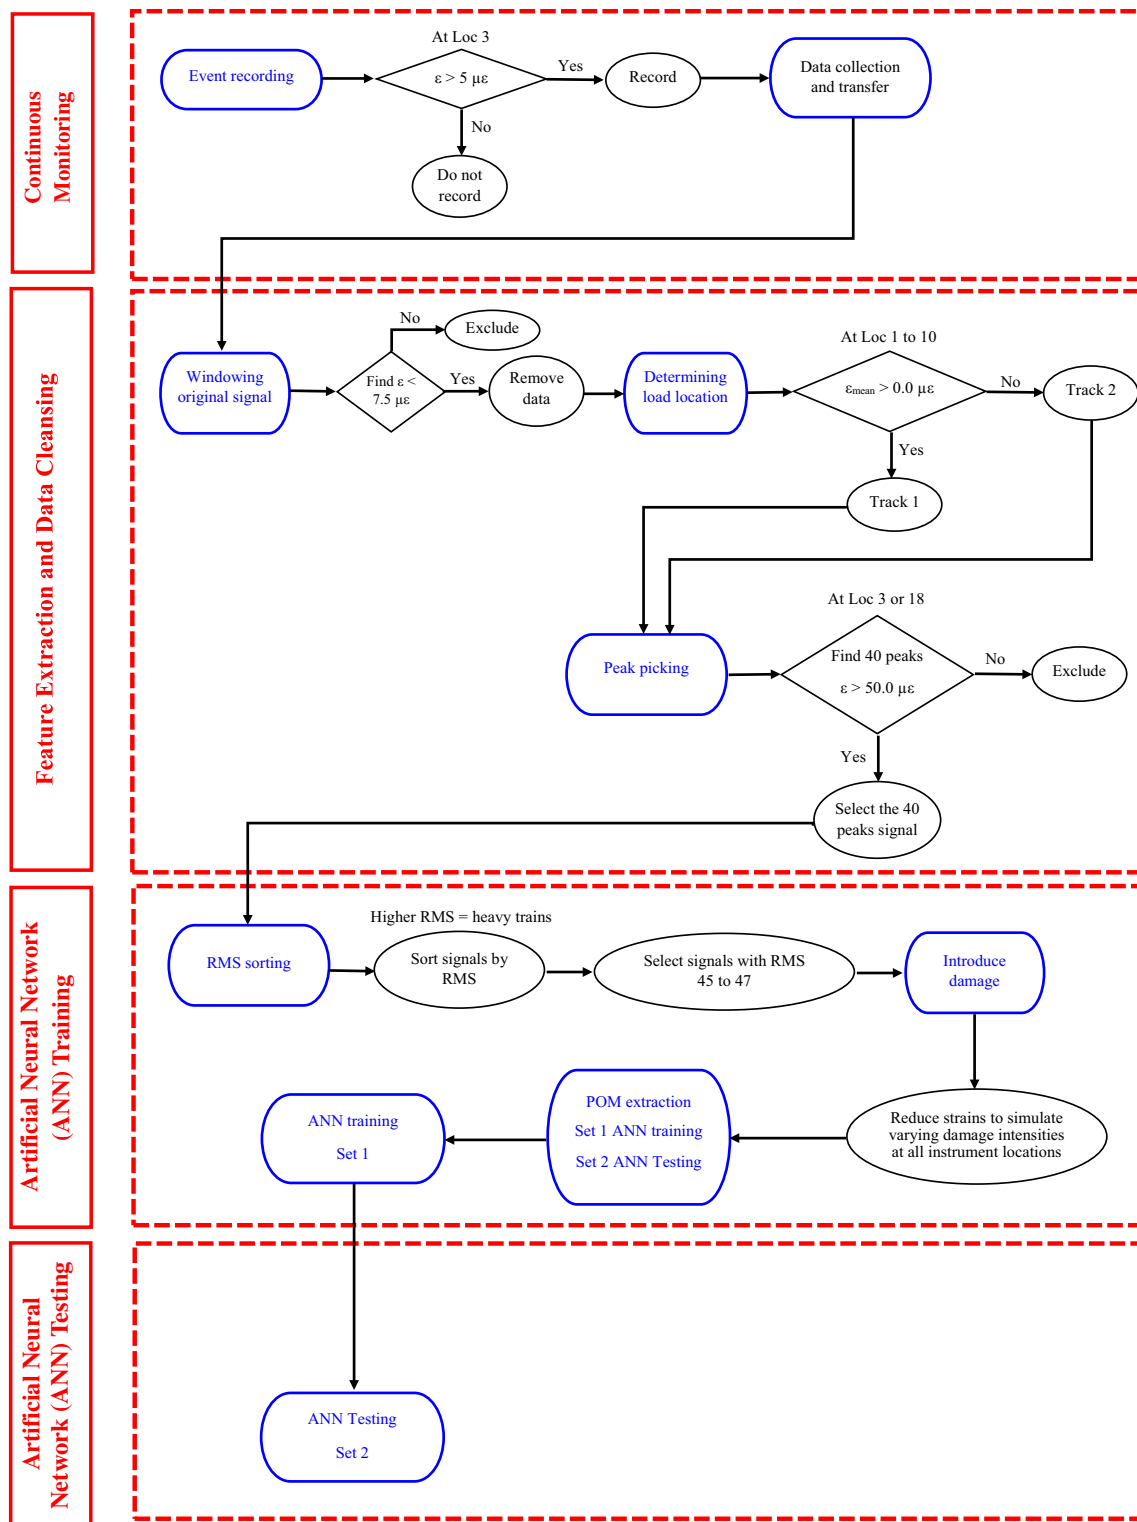 Continuous
Monitoring
At Loc 3
Event recording
ε > 5 με
Yes
Record
Data collection
and transfer
No
Do not
record
Feature Extraction and Data Cleansing
No
Exclude
Windowing
original signal
Find ε <
7.5 με
Yes
Remove
data
Determining
load location
At Loc 1 to 10
εmean > 0.0 με
No
Track 2
Yes
Track 1
At Loc 3 or 18
Peak picking
Find 40 peaks
ε > 50.0 με
No
Exclude
Yes
Select the 40
peaks signal
Artificial Neural Network
(ANN) Training
Higher RMS = heavy trains
RMS sorting
Sort signals by
RMS
Select signals with RMS
45 to 47
Introduce
damage
Reduce strains to simulate
varying damage intensities
at all instrument locations
POM extraction
Set 1 ANN training
Set 2 ANN Testing
ANN training
Set 1
Artificial Neural
Network (ANN) Testing
ANN Testing
Set 2